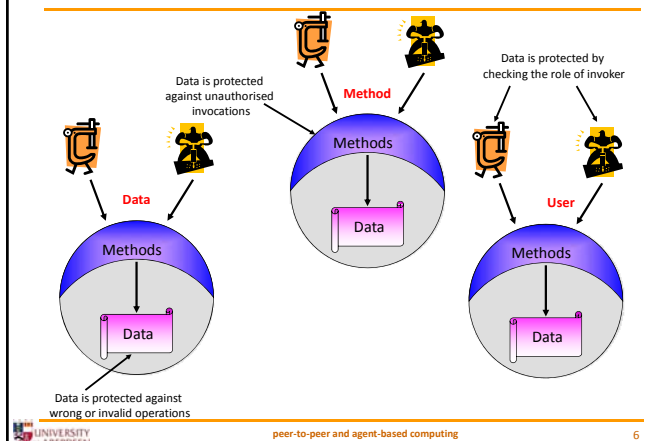 Data is protected
against unauthorised
invocations
Method
Methods
Data
Data is protected by
checking the role of invoker
Data
Methods
Data
Data is protected against
wrong or invalid operations
User
Methods
Data
UNIVERSITY
peer-to-peer and agent-based computing
6